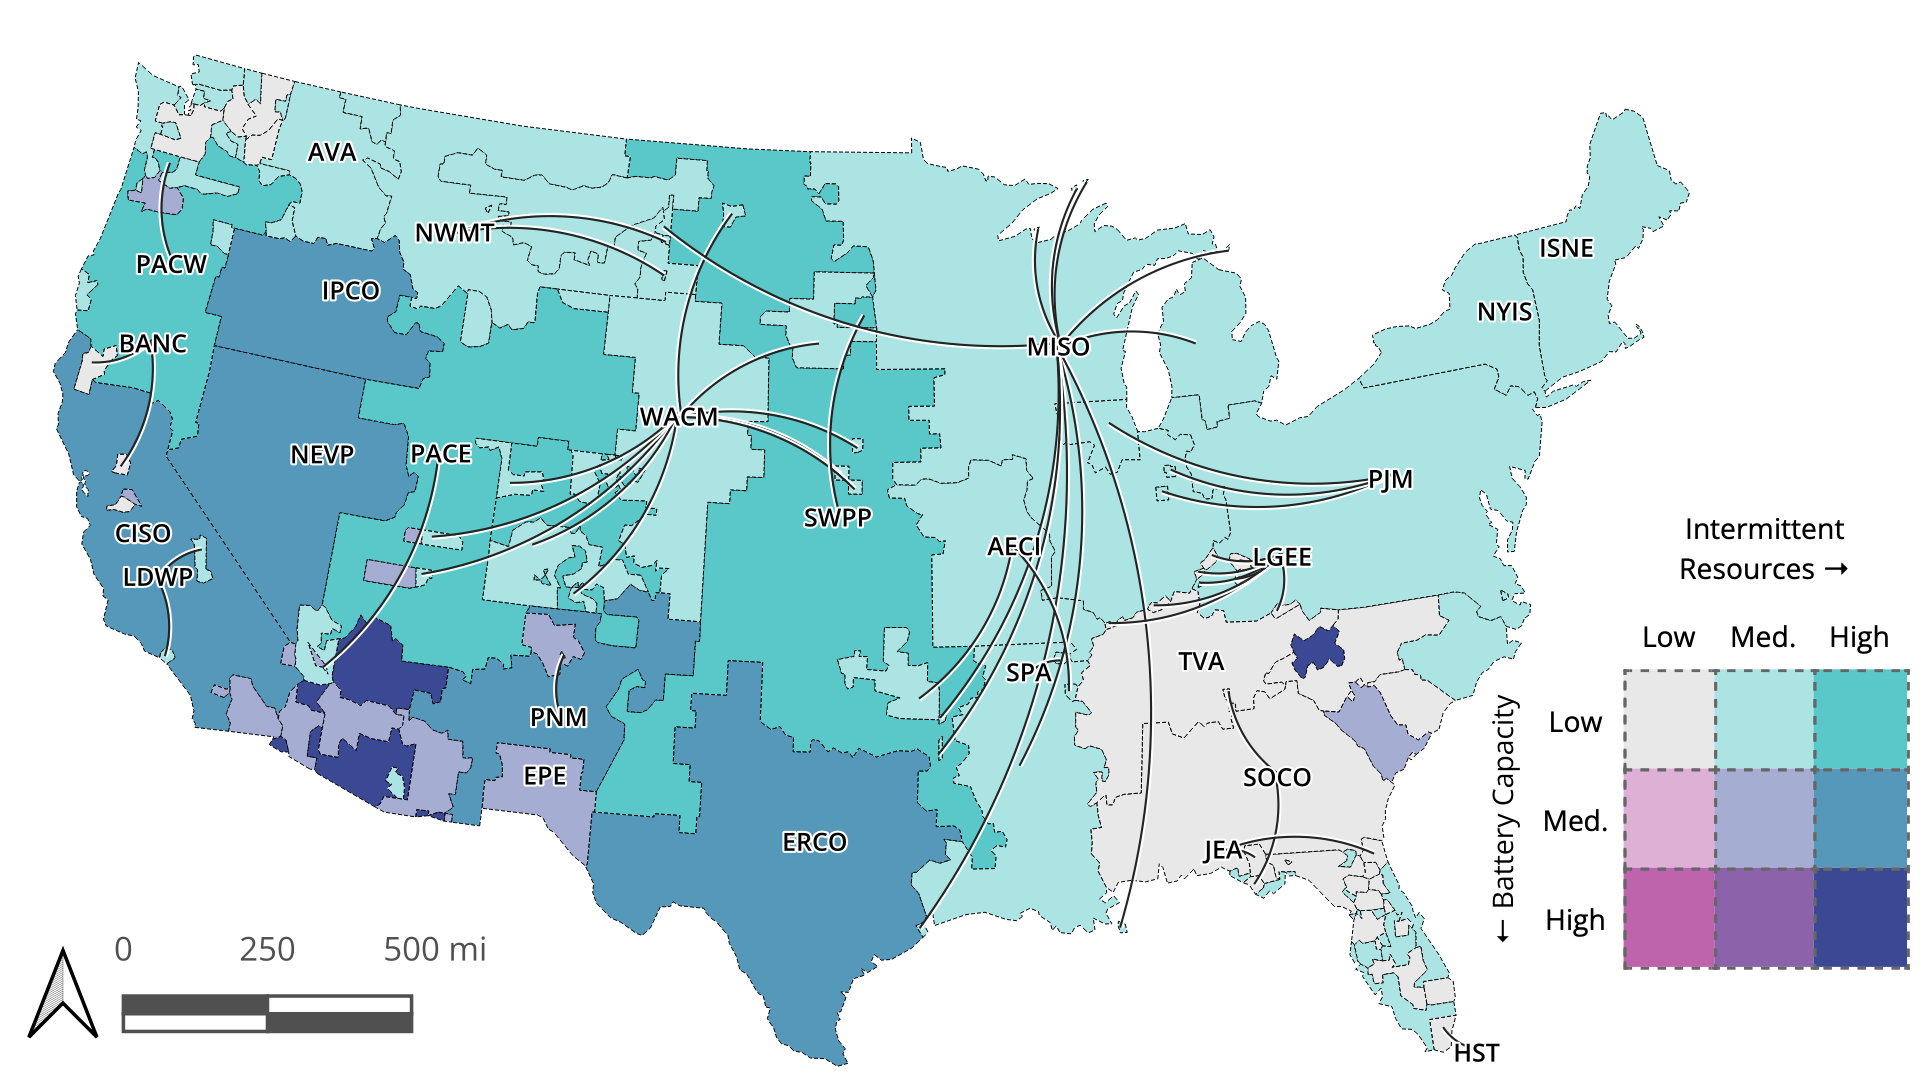 AVA
NWMT
PACW
IPCO
BANC
MISO
ISNE
NYIS
WACM
NEVP
PACE
PJM
SWPP
CISO
AECI
LGEE
LDWP
TVA
SPA
PNM
EPE
SOCO
ERCO
JEA
HST
0 250 500 mi
Intermittent
Resources →
Low Med. High
Low
Med.
High
← Battery Capacity